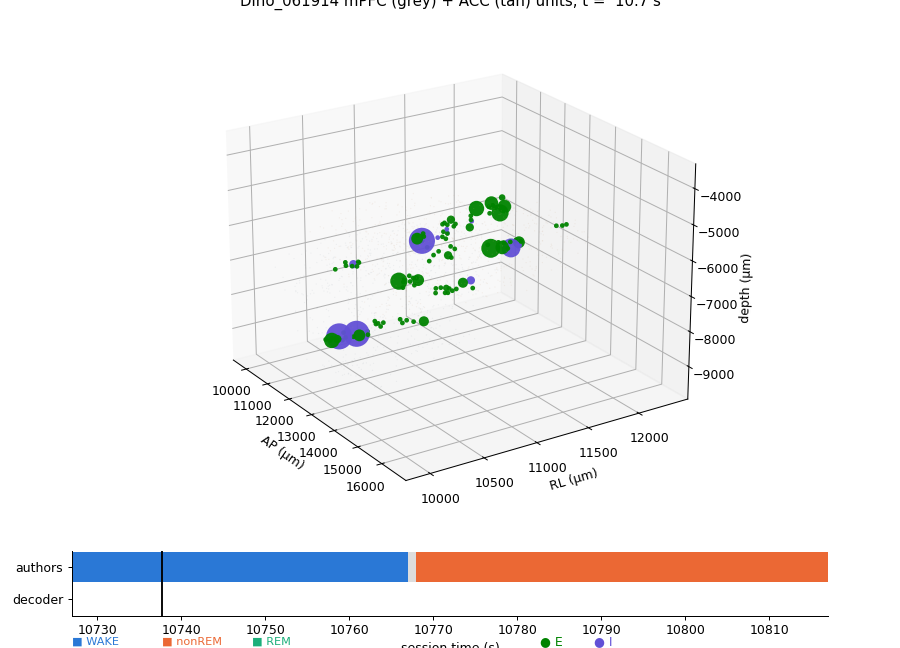 Dino_061914 mPFC (grey) + ACC (tan) units, t = 10.7 s
−4000
−5000
−6000
−7000
−8000
−9000
depth (μm)
10000
11000
12000
13000
14000
15000
16000
AP (μm)
10000
10500
11000
11500
12000
RL (μm)
authors
decoder
10730 10740 10750 10760 10770 10780 10790 10800 10810
WAKE nonREM REM E I
session time (s)